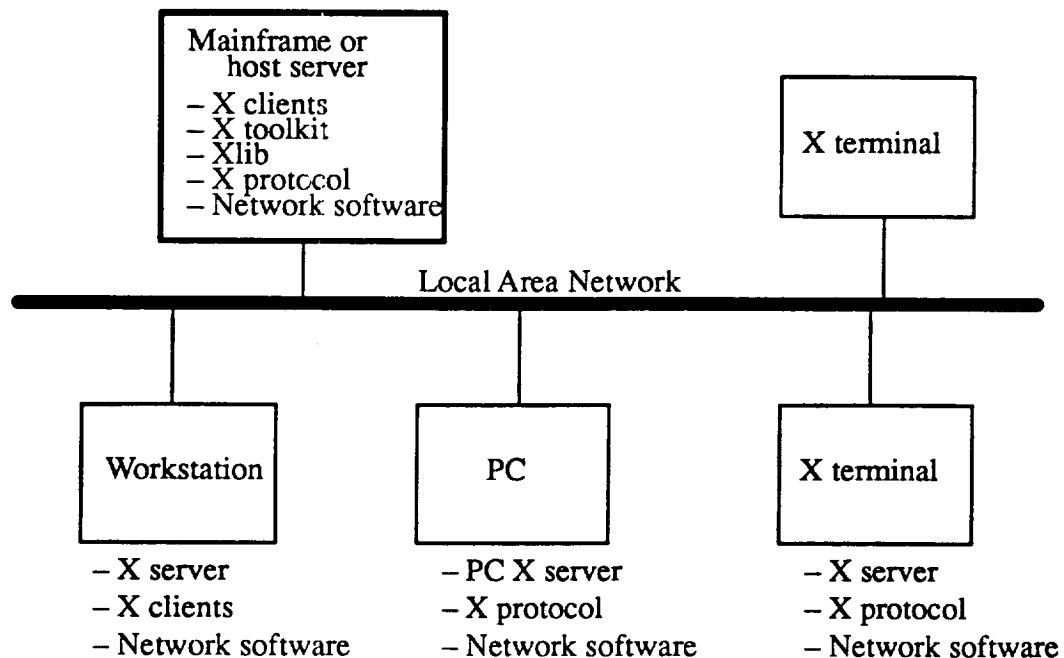 Mainframe or
host server
– X clients
– X toolkit
– Xlib
– X protocol
– Network software
X terminal
Local Area Network
Workstation
PC
X terminal
– X server
– X clients
– Network software
– PC X server
– X protocol
– Network software
– X server
– X protocol
– Network software